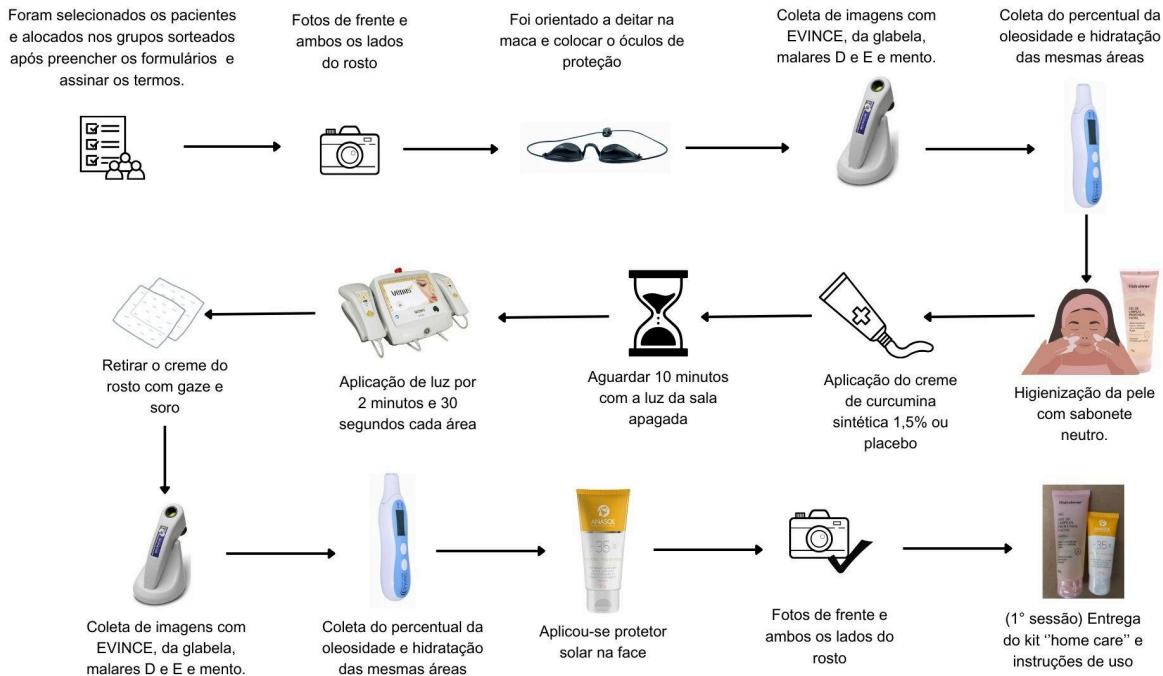 Foram selecionados os pacientes
e alocados nos grupos sorteados
após preencher os formulários e
assinar os termos.
Fotos de frente e
ambos os lados
do rosto
Foi orientado a deitar na
maca e colocar o óculos de
proteção
Coleta de imagens com
EVINCE, da glabela,
malares D e E e mento.
Coleta do percentual da
oleosidade e hidratação
das mesmas áreas
Higienização da pele
com sabonete
neutro.
Aplicação do creme
de curcumina
sintética 1,5% ou
placebo
Aguardar 10 minutos
com a luz da sala
apagada
VENUS
Aplicação de luz por
2 minutos e 30
segundos cada área
Retirar o creme do
rosto com gaze e
soro
Coleta de imagens com
EVINCE, da glabela,
malares D e E e mento.
Coleta do percentual da
oleosidade e hidratação
das mesmas áreas
ANASOL
35
Aplicou-se protetor
solar na face
Fotos de frente e
ambos os lados do
rosto
35
(1° sessão) Entrega
do kit ‘’home care’’ e
instruções de uso